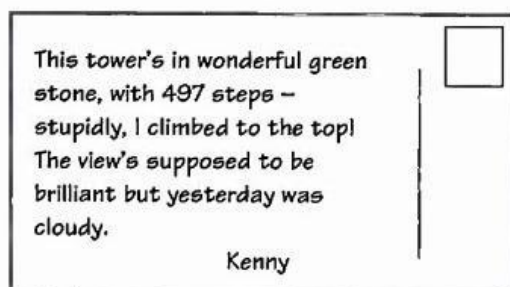 This tower's in wonderful green
stone, with 497 steps –
stupidly, I climbed to the top!
The view's supposed to be
brilliant but yesterday was
cloudy.
Kenny